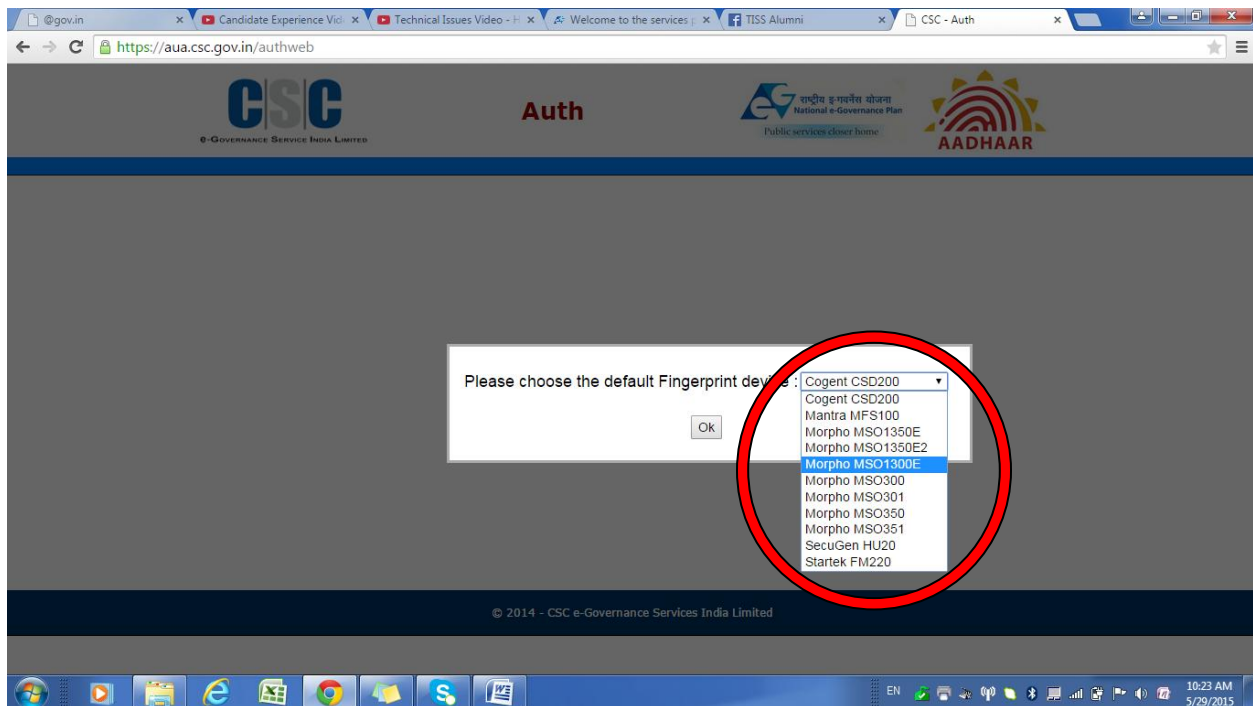 @gov.in
Candidate Experience Vid
Technical Issues Video - H
Welcome to the services p
TISS Alumni
CSC - Auth
https://aua.csc.gov.in/authweb
CSC
e-Governance Service India Limited
Auth
राष्ट्रीय ई-गवर्नेंस योजना
National e-Governance Plan
Public services closer home
AADHAAR
Please choose the default Fingerprint device : Cogent CSD200
Cogent CSD200
Mantra MFS100
Morpho MSO1350E
Morpho MSO1350E2
Morpho MSO1300E
Morpho MSO300
Morpho MSO301
Morpho MSO350
Morpho MSO351
SecuGen HU20
Startek FM220
Ok
© 2014 - CSC e-Governance Services India Limited
EN
10:23 AM
5/29/2015